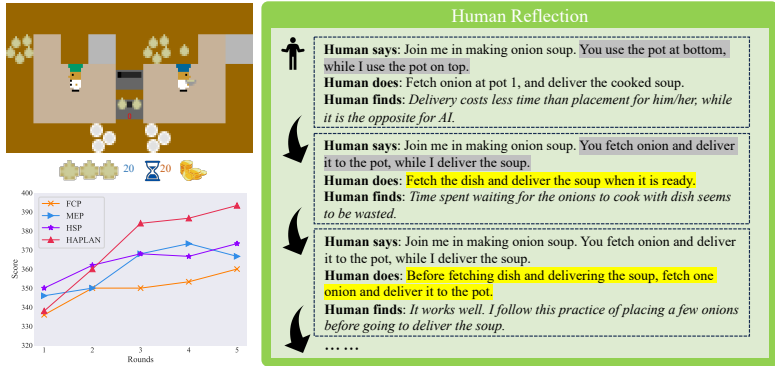 20
20
400
390
380
370
360
350
340
330
320
Score
FCP
MEP
HSP
HAPLAN
1
2
3
4
5
Rounds
Human Reflection
Human says: Join me in making onion soup. You use the pot at bottom,
while I use the pot on top.
Human does: Fetch onion at pot 1, and deliver the cooked soup.
Human finds: Delivery costs less time than placement for him/her, while
it is the opposite for AI.
Human says: Join me in making onion soup. You fetch onion and deliver
it to the pot, while I deliver the soup.
Human does: Fetch the dish and deliver the soup when it is ready.
Human finds: Time spent waiting for the onions to cook with dish seems
to be wasted.
Human says: Join me in making onion soup. You fetch onion and deliver
it to the pot, while I deliver the soup.
Human does: Before fetching dish and delivering the soup, fetch one
onion and deliver it to the pot.
Human finds: It works well. I follow this practice of placing a few onions
before going to deliver the soup.
... ...